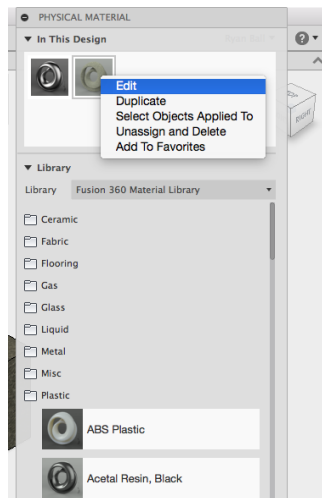 PHYSICAL MATERIAL
In This Design
Edit
Duplicate
Select Objects Applied To
Unassign and Delete
Add To Favorites
Library
Library Fusion 360 Material Library
Ceramic
Fabric
Flooring
Gas
Glass
Liquid
Metal
Misc
Plastic
ABS Plastic
Acetal Resin, Black